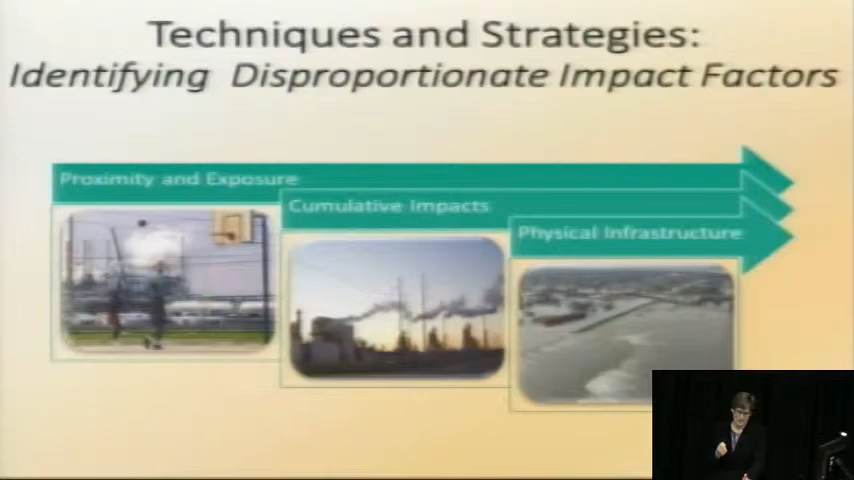 Techniques and Strategies:
Identifying Disproportionate Impact Factors
Proximity and Exposure
Cumulative Impacts
Physical Infrastructure